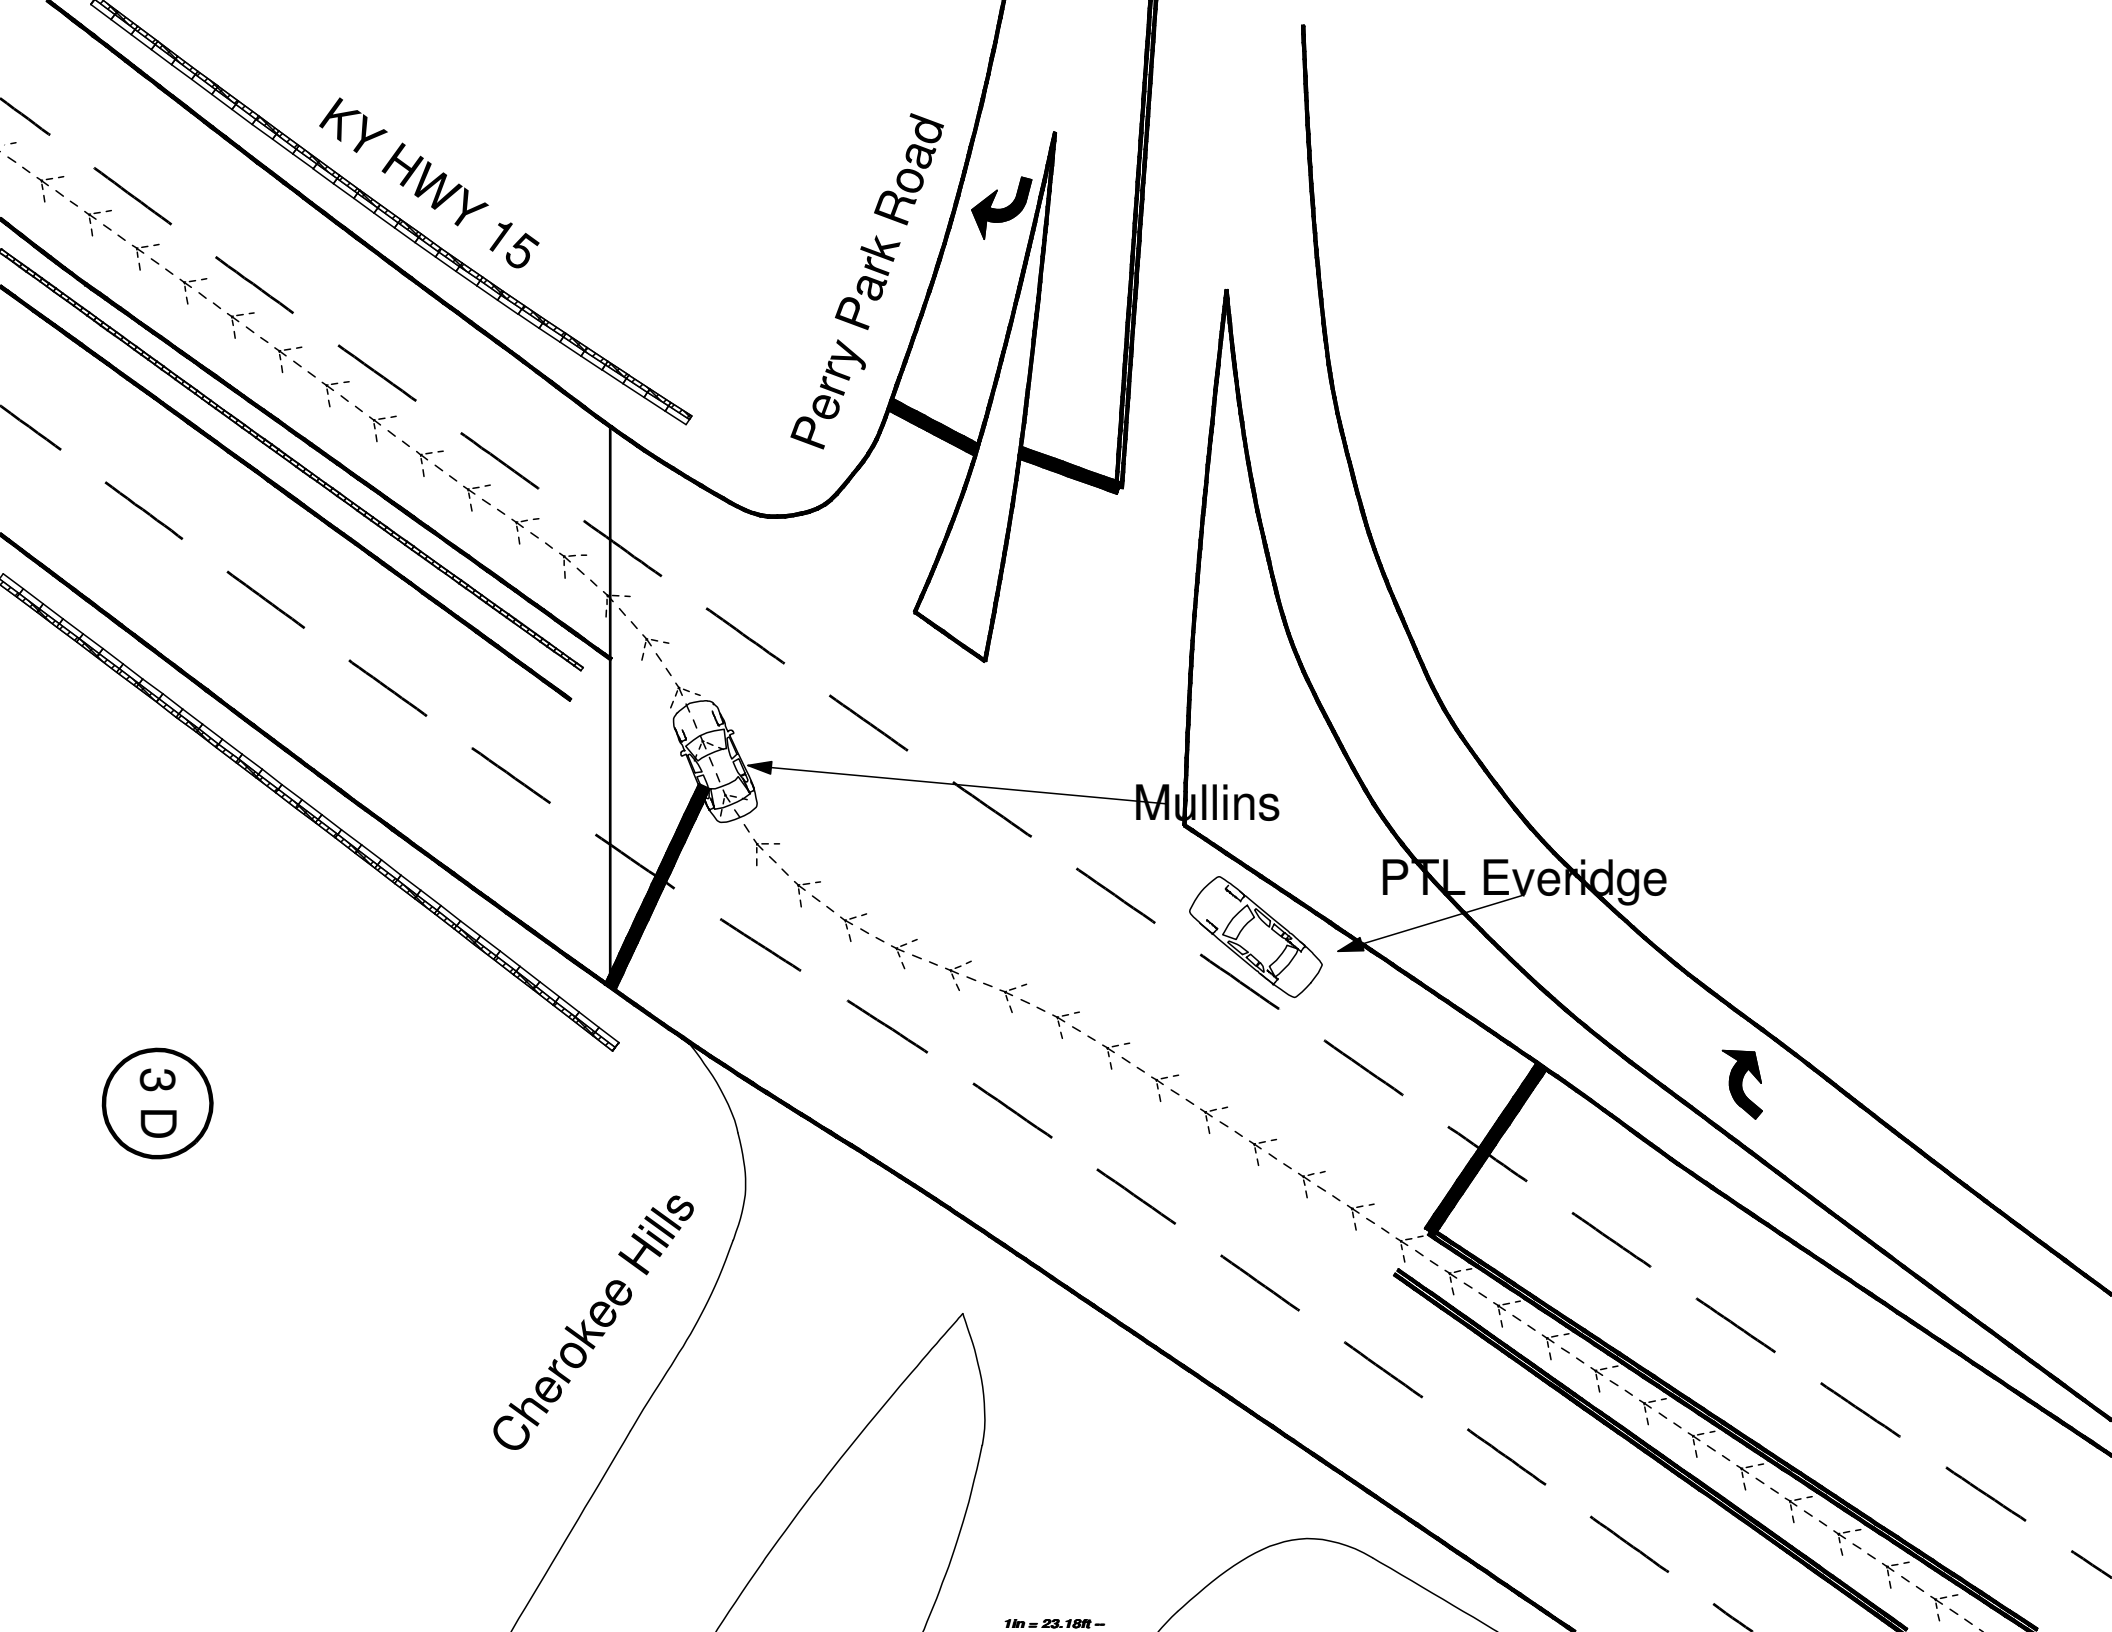 KY HWY 15
Perry Park Road
Mullins
PTL Everidge
3 D
Cherokee Hills
1in = 23.18ft --